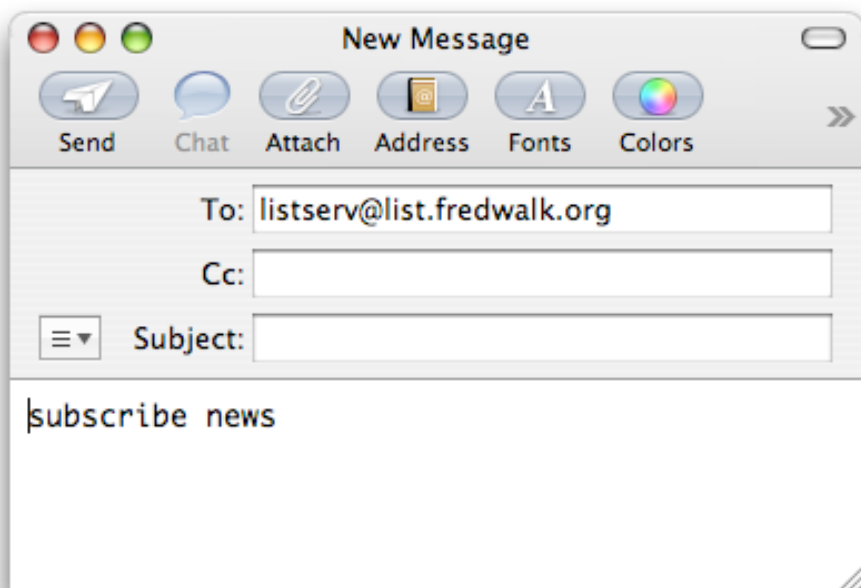 New Message
Send Chat Attach Address Fonts Colors
To: listserv@list.fredwalk.org
Cc:
Subject:
subscribe news